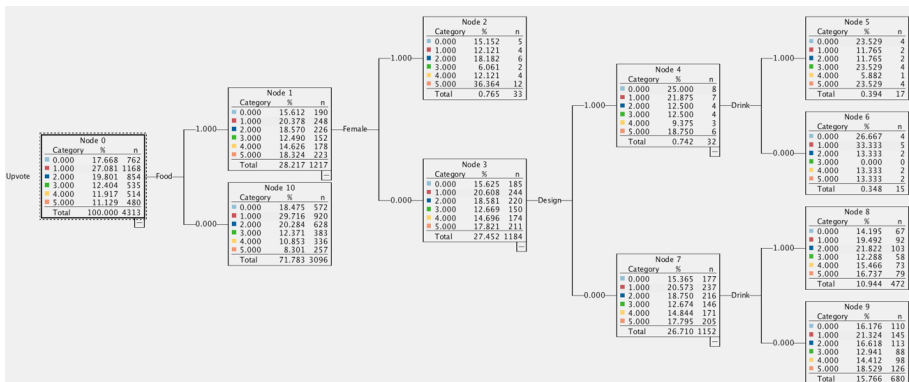 Upvote
Node 0
Category % n
0.000 17.668 762
1.000 27.081 1168
2.000 19.801 854
3.000 12.404 535
4.000 11.917 514
5.000 11.129 480
Total 100.000 4313
Food
1.000
Node 1
Category % n
0.000 15.612 190
1.000 20.378 248
2.000 18.570 226
3.000 12.490 152
4.000 14.626 178
5.000 18.324 223
Total 28.217 1217
0.000
Node 10
Category % n
0.000 18.475 572
1.000 29.716 920
2.000 20.284 628
3.000 12.371 383
4.000 10.853 336
5.000 8.301 257
Total 71.783 3096
Female
1.000
Node 2
Category % n
0.000 15.152 5
1.000 12.121 4
2.000 18.182 6
3.000 6.061 2
4.000 12.121 4
5.000 36.364 12
Total 0.765 33
0.000
Node 3
Category % n
0.000 15.625 185
1.000 20.608 244
2.000 18.581 220
3.000 12.669 150
4.000 14.696 174
5.000 17.821 211
Total 27.452 1184
Design
1.000
Node 4
Category % n
0.000 25.000 8
1.000 21.875 7
2.000 12.500 4
3.000 12.500 4
4.000 9.375 3
5.000 18.750 6
Total 0.742 32
Drink
1.000
Node 5
Category % n
0.000 23.529 4
1.000 11.765 2
2.000 11.765 2
3.000 23.529 4
4.000 5.882 1
5.000 23.529 4
Total 0.394 17
0.000
Node 6
Category % n
0.000 26.667 4
1.000 33.333 5
2.000 13.333 2
3.000 0.000 0
4.000 13.333 2
5.000 13.333 2
Total 0.348 15
0.000
Node 7
Category % n
0.000 15.365 177
1.000 20.573 237
2.000 18.750 216
3.000 12.674 146
4.000 14.844 171
5.000 17.795 205
Total 26.710 1152
Drink
1.000
Node 8
Category % n
0.000 14.195 67
1.000 19.492 92
2.000 21.822 103
3.000 12.288 58
4.000 15.466 73
5.000 16.737 79
Total 10.944 472
0.000
Node 9
Category % n
0.000 16.176 110
1.000 21.324 145
2.000 16.618 113
3.000 12.941 88
4.000 14.412 98
5.000 18.529 126
Total 15.766 680